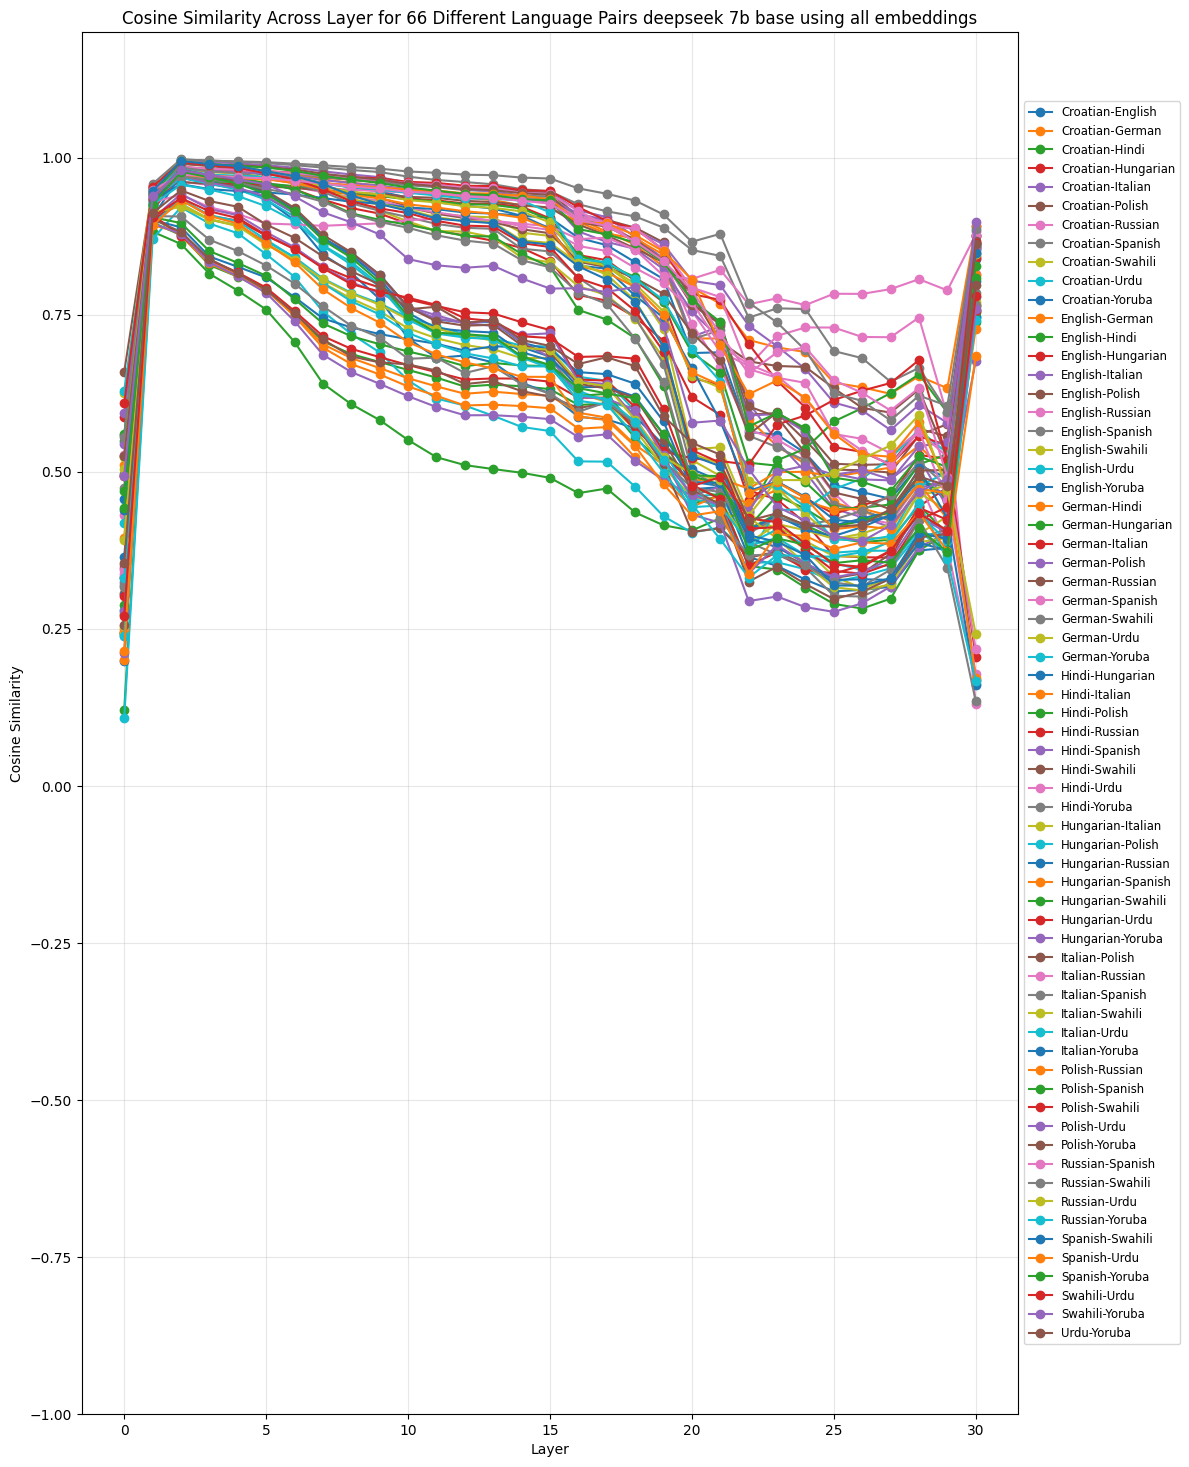 Cosine Similarity Across Layer for 66 Different Language Pairs deepseek 7b base using all embeddings
Cosine Similarity
1.00
0.75
0.50
0.25
0.00
−0.25
−0.50
−0.75
−1.00
0 5 10 15 20 25 30
Layer
Croatian-English
Croatian-German
Croatian-Hindi
Croatian-Hungarian
Croatian-Italian
Croatian-Polish
Croatian-Russian
Croatian-Spanish
Croatian-Swahili
Croatian-Urdu
Croatian-Yoruba
English-German
English-Hindi
English-Hungarian
English-Italian
English-Polish
English-Russian
English-Spanish
English-Swahili
English-Urdu
English-Yoruba
German-Hindi
German-Hungarian
German-Italian
German-Polish
German-Russian
German-Spanish
German-Swahili
German-Urdu
German-Yoruba
Hindi-Hungarian
Hindi-Italian
Hindi-Polish
Hindi-Russian
Hindi-Spanish
Hindi-Swahili
Hindi-Urdu
Hindi-Yoruba
Hungarian-Italian
Hungarian-Polish
Hungarian-Russian
Hungarian-Spanish
Hungarian-Swahili
Hungarian-Urdu
Hungarian-Yoruba
Italian-Polish
Italian-Russian
Italian-Spanish
Italian-Swahili
Italian-Urdu
Italian-Yoruba
Polish-Russian
Polish-Spanish
Polish-Swahili
Polish-Urdu
Polish-Yoruba
Russian-Spanish
Russian-Swahili
Russian-Urdu
Russian-Yoruba
Spanish-Swahili
Spanish-Urdu
Spanish-Yoruba
Swahili-Urdu
Swahili-Yoruba
Urdu-Yoruba